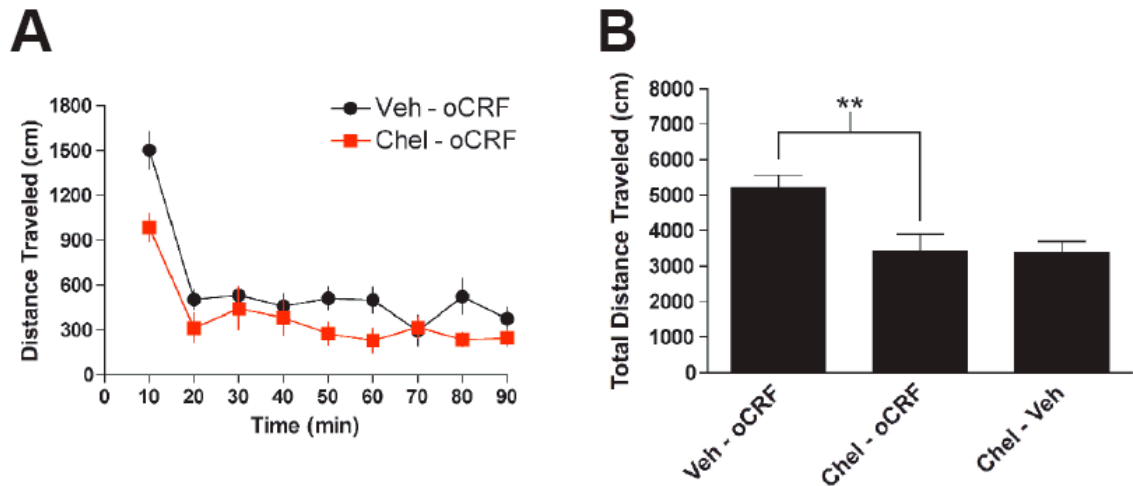 A
Veh - oCRF
Chel - oCRF
Distance Traveled (cm)
1800
1500
1200
900
600
300
0
0 10 20 30 40 50 60 70 80 90
Time (min)
B
**
Total Distance Traveled (cm)
8000
7000
6000
5000
4000
3000
2000
1000
0
Veh - oCRF
Chel - oCRF
Chel - Veh